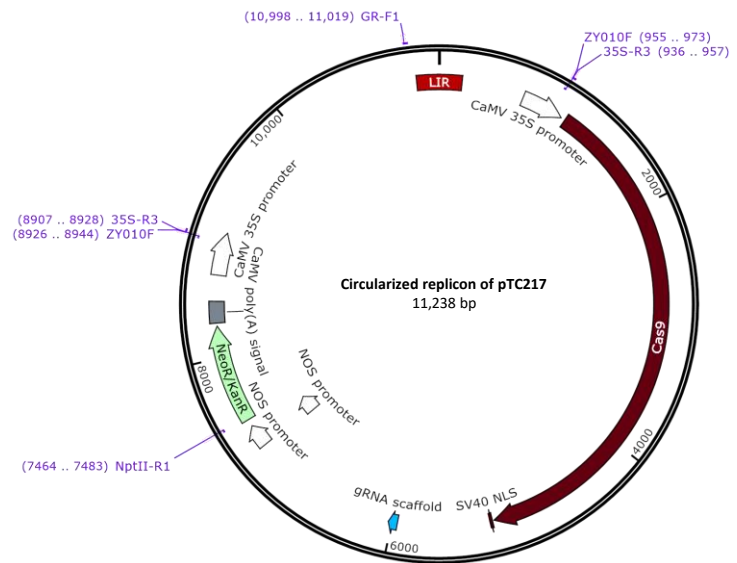 (10,998 .. 11,019) GR-F1
ZY010F (955 .. 973)
35S-R3 (936 .. 957)
LIR
CaMV 35S promoter
10,000
2000
CaMV 35S promoter
(8907 .. 8928) 35S-R3
(8926 .. 8944) ZY010F
CaMV poly(A) signal
Circularized replicon of pTC217
11,238 bp
Cas9
NeoR/KanR
8000
NOS promoter
NOS promoter
4000
(7464 .. 7483) NptII-R1
gRNA scaffold
SV40 NLS
6000